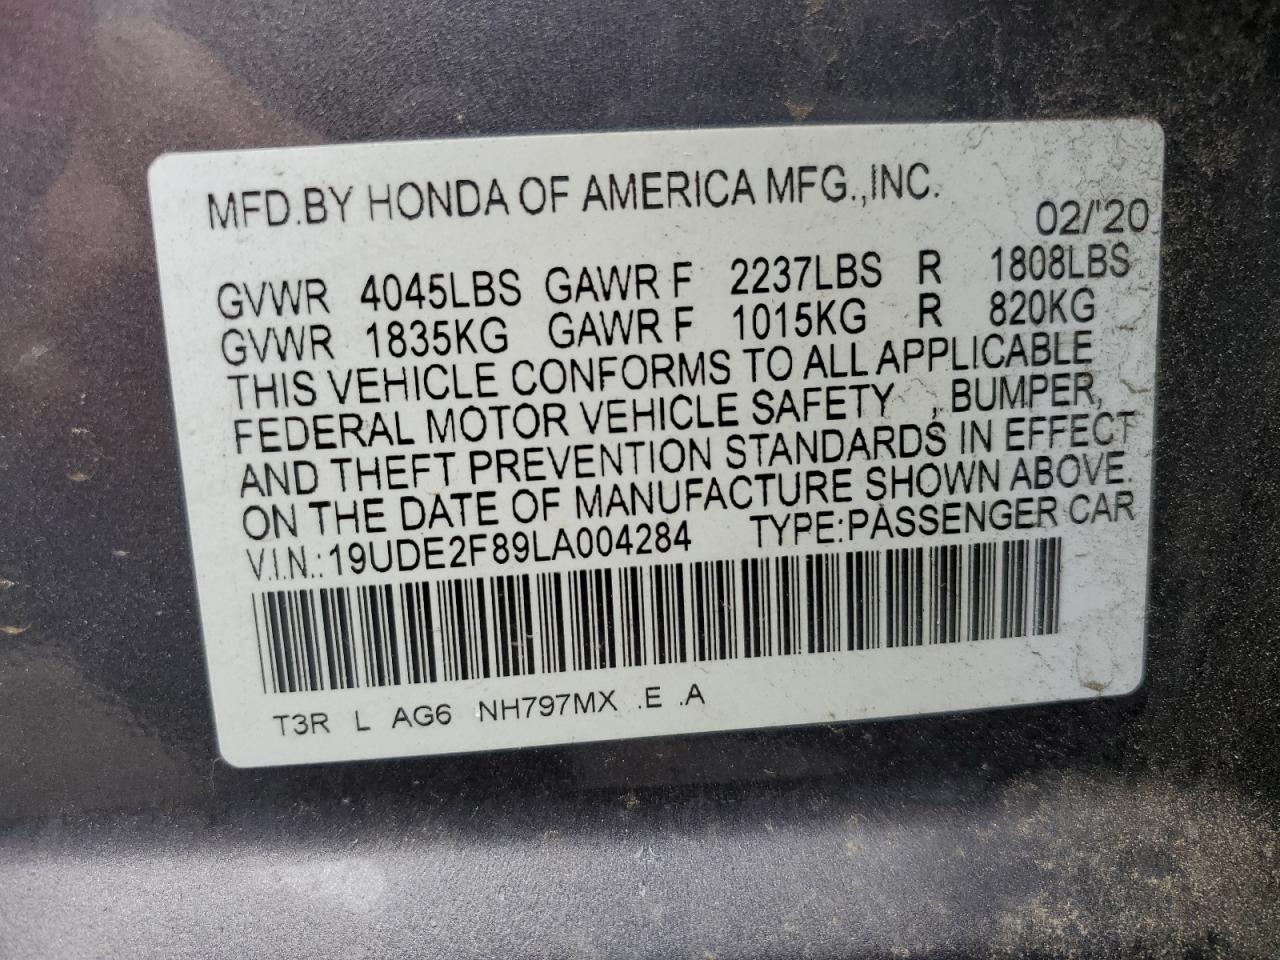 MFD.BY HONDA OF AMERICA MFG.,INC.
02/'20
GVWR 4045LBS GAWR F 2237LBS R 1808LBS
GVWR 1835KG GAWR F 1015KG R 820KG
THIS VEHICLE CONFORMS TO ALL APPLICABLE
FEDERAL MOTOR VEHICLE SAFETY , BUMPER,
AND THEFT PREVENTION STANDARDS IN EFFECT
ON THE DATE OF MANUFACTURE SHOWN ABOVE.
V.I.N.:19UDE2F89LA004284 TYPE:PASSENGER CAR
T3R L AG6 NH797MX .E .A